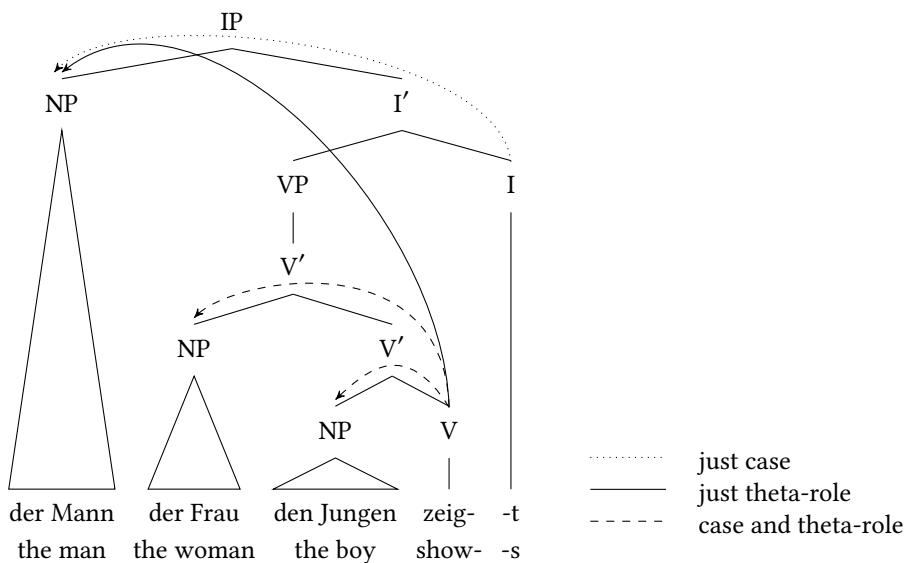 IP
NP I′
VP I
V′
NP V′
NP V
just case
just theta-role
case and theta-role
der Mann der Frau den Jungen zeig- -t
the man the woman the boy show- -s